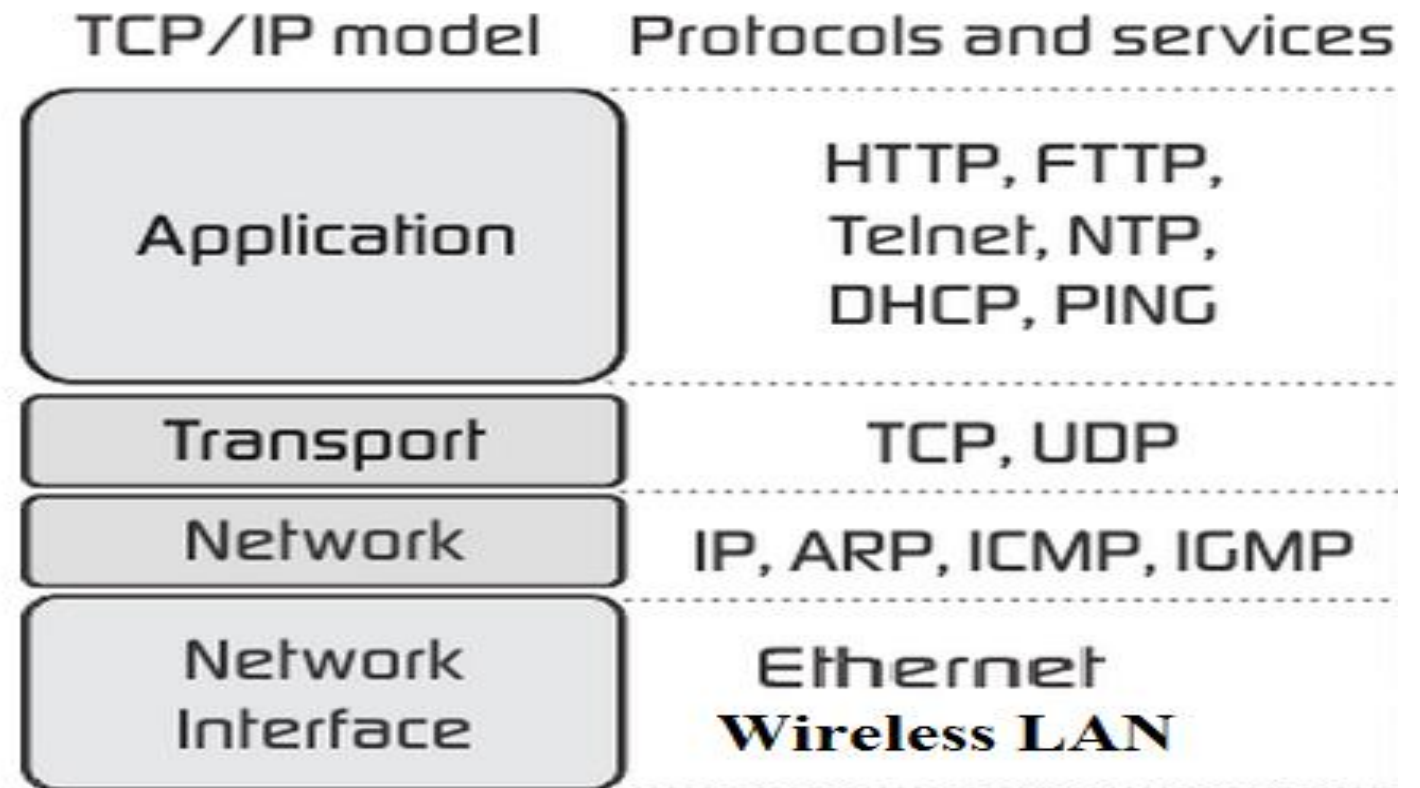 TCP/IP model Protocols and services
Application
HTTP, FTTP,
Telnet, NTP,
DHCP, PING
Transport
TCP, UDP
Network
IP, ARP, ICMP, IGMP
Network
Interface
Ethernet
Wireless LAN